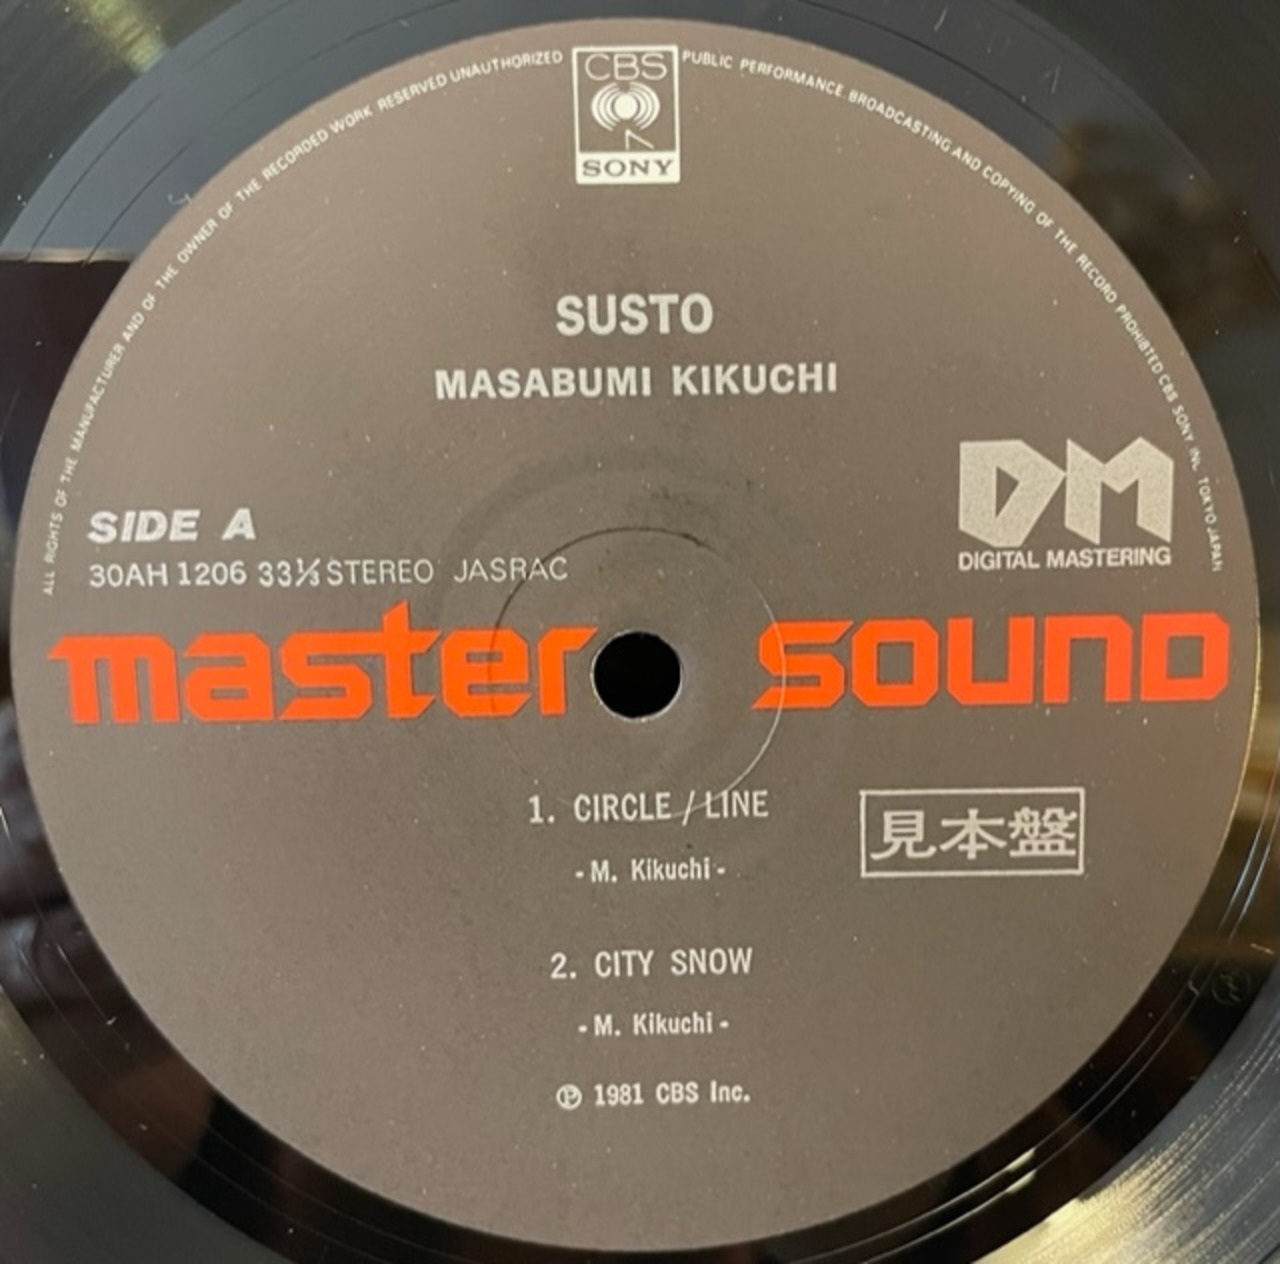 ALL RIGHTS OF THE MANUFACTURER AND OF THE OWNER OF THE RECORDED WORK RESERVED UNAUTHORIZED PUBLIC PERFORMANCE BROADCASTING AND COPYING OF THE RECORD PROHIBITED CBS SONY INC. TOKYO JAPAN
CBS
SONY
SUSTO
MASABUMI KIKUCHI
DM
DIGITAL MASTERING
SIDE A
30AH 1206 33⅓ STEREO JASRAC
master sound
1. CIRCLE / LINE
- M. Kikuchi -
見本盤
2. CITY SNOW
- M. Kikuchi -
Ⓟ 1981 CBS Inc.